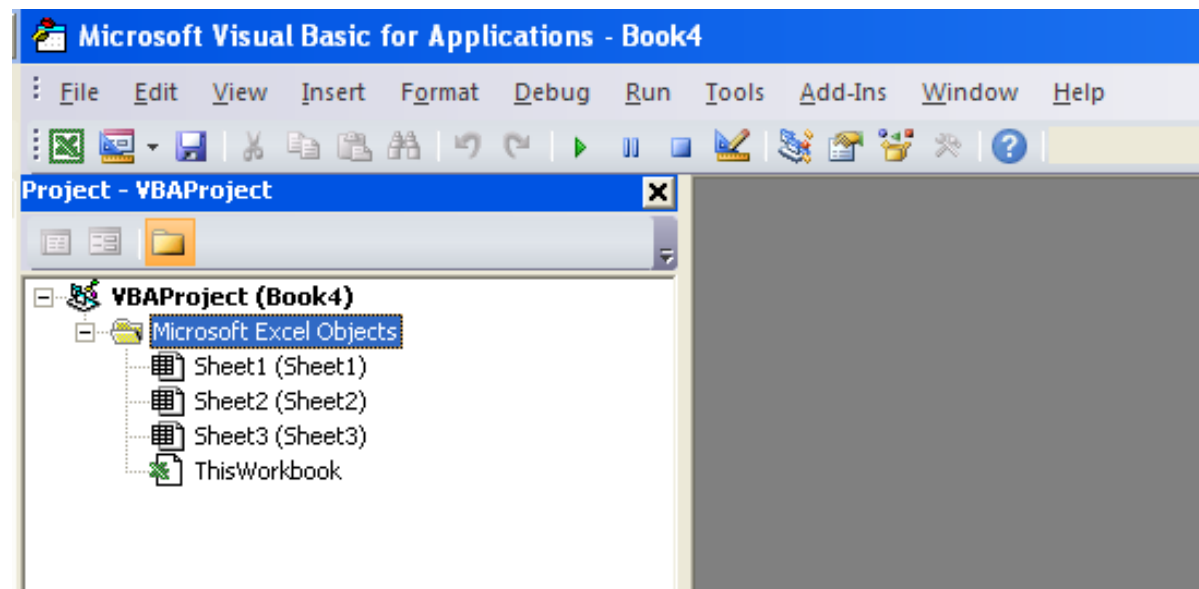 Microsoft Visual Basic for Applications - Book4
File Edit View Insert Format Debug Run Tools Add-Ins Window Help
Project - VBAProject
VBAProject (Book4)
Microsoft Excel Objects
Sheet1 (Sheet1)
Sheet2 (Sheet2)
Sheet3 (Sheet3)
ThisWorkbook